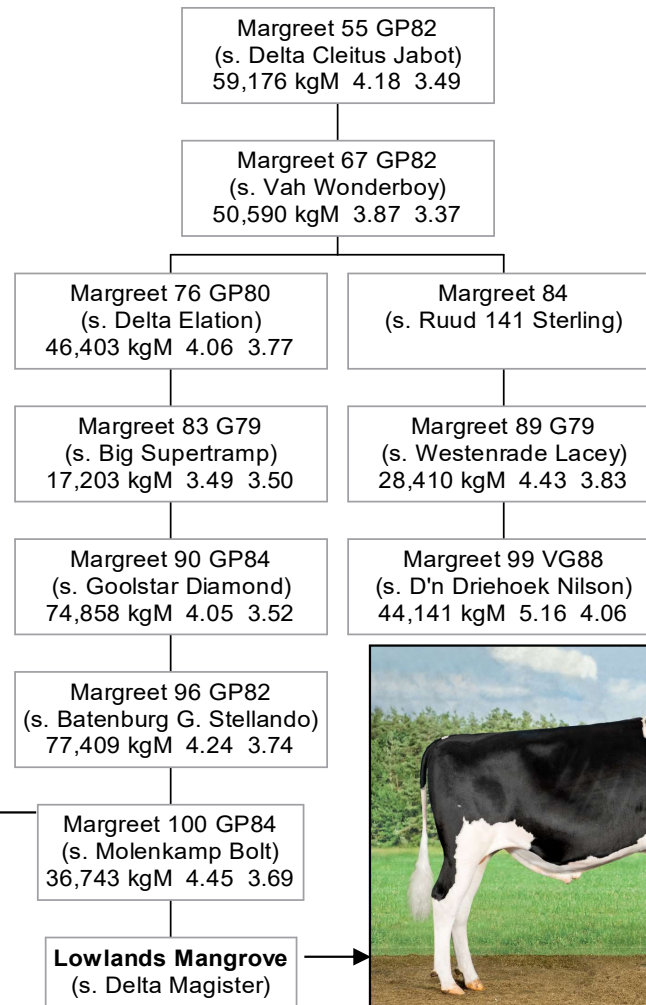 Margreet 55 GP82
(s. Delta Cleitus Jabot)
59,176 kgM 4.18 3.49
Margreet 67 GP82
(s. Vah Wonderboy)
50,590 kgM 3.87 3.37
Margreet 76 GP80
(s. Delta Elation)
46,403 kgM 4.06 3.77
Margreet 84
(s. Ruud 141 Sterling)
Margreet 83 G79
(s. Big Supertramp)
17,203 kgM 3.49 3.50
Margreet 89 G79
(s. Westenrade Lacey)
28,410 kgM 4.43 3.83
Margreet 90 GP84
(s. Goolstar Diamond)
74,858 kgM 4.05 3.52
Margreet 99 VG88
(s. D'n Driehoek Nilson)
44,141 kgM 5.16 4.06
Margreet 96 GP82
(s. Batenburg G. Stellando)
77,409 kgM 4.24 3.74
Margreet 100 GP84
(s. Molenkamp Bolt)
36,743 kgM 4.45 3.69
Lowlands Mangrove
(s. Delta Magister)